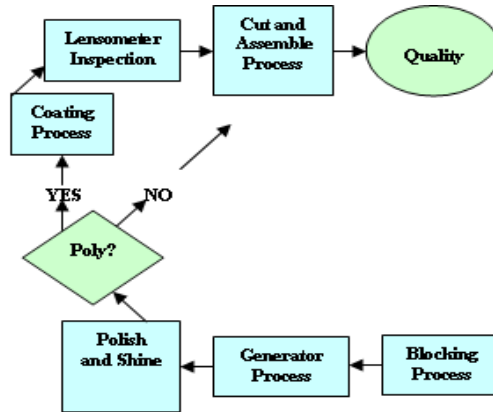 Lensometer
Inspection
Cut and
Assemble
Process
Quality
Coating
Process
YES
NO
Poly?
Polish
and Shine
Generator
Process
Blocking
Process